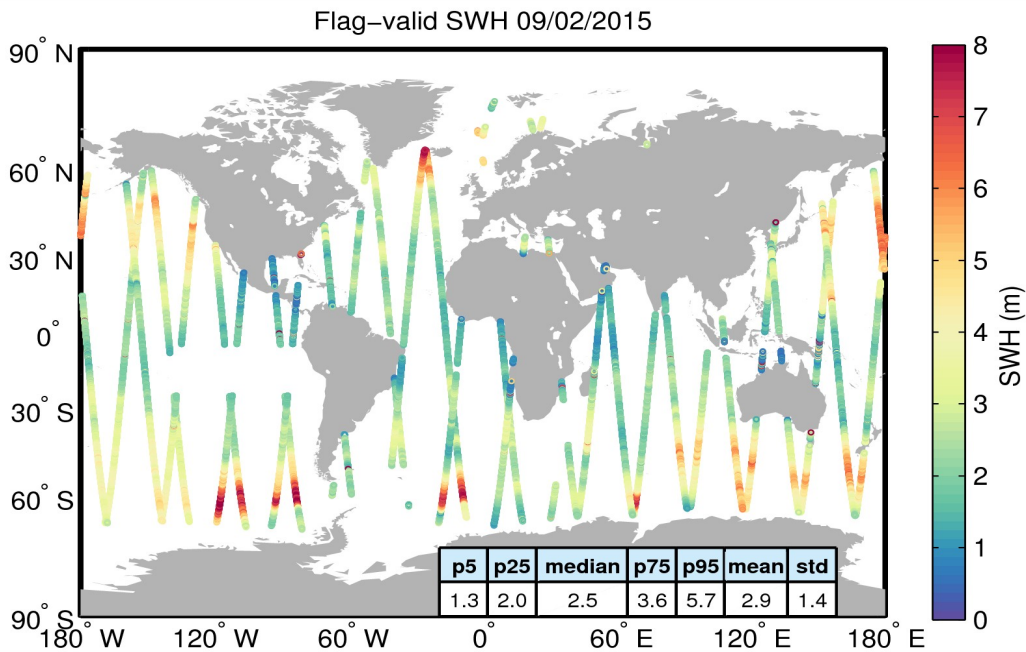 Flag−valid SWH 09/02/2015
90° N
60° N
30° N
0°
30° S
60° S
90° S
180° W
120° W
60° W
0°
60° E
120° E
180° E
8
7
6
5
4
3
2
1
0
SWH (m)
p5 p25 median p75 p95 mean std
1.3 2.0 2.5 3.6 5.7 2.9 1.4